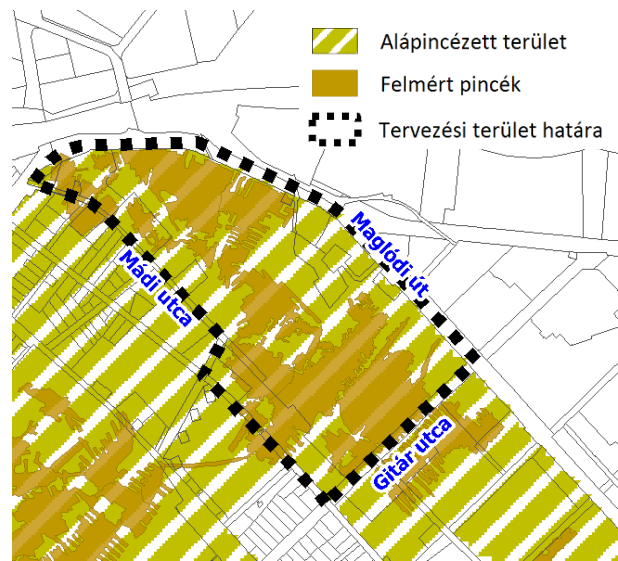 Alápincézett terület
Felmért pincék
Tervezési terület határa
Maglódi út
Mádi utca
Gitár utca